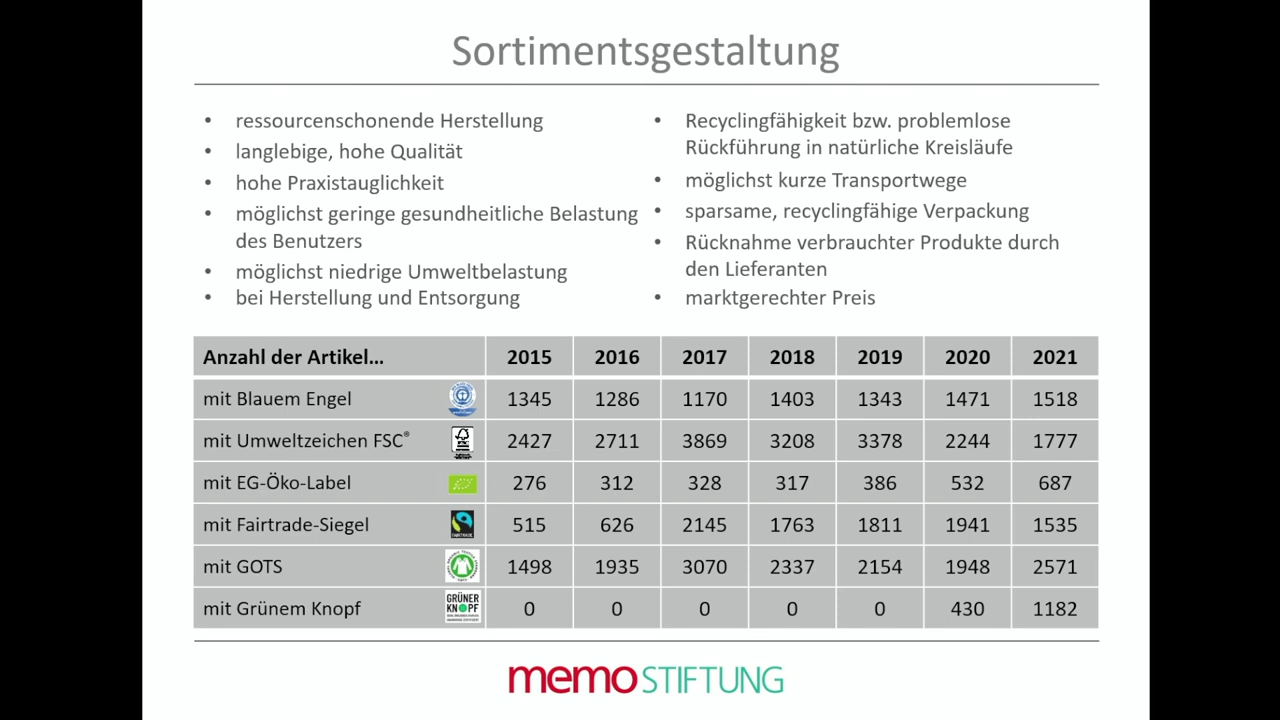 Sortimentsgestaltung
• ressourcenschonende Herstellung
• langlebige, hohe Qualität
• hohe Praxistauglichkeit
• möglichst geringe gesundheitliche Belastung
des Benutzers
• möglichst niedrige Umweltbelastung
• bei Herstellung und Entsorgung
• Recyclingfähigkeit bzw. problemlose
Rückführung in natürliche Kreisläufe
• möglichst kurze Transportwege
• sparsame, recyclingfähige Verpackung
• Rücknahme verbrauchter Produkte durch
den Lieferanten
• marktgerechter Preis
Anzahl der Artikel... 2015 2016 2017 2018 2019 2020 2021
mit Blauem Engel 1345 1286 1170 1403 1343 1471 1518
mit Umweltzeichen FSC® FSC 2427 2711 3869 3208 3378 2244 1777
mit EG-Öko-Label 276 312 328 317 386 532 687
mit Fairtrade-Siegel FAIRTRADE 515 626 2145 1763 1811 1941 1535
mit GOTS 1498 1935 3070 2337 2154 1948 2571
mit Grünem Knopf GRÜNER KNOPF 0 0 0 0 0 430 1182
memo STIFTUNG